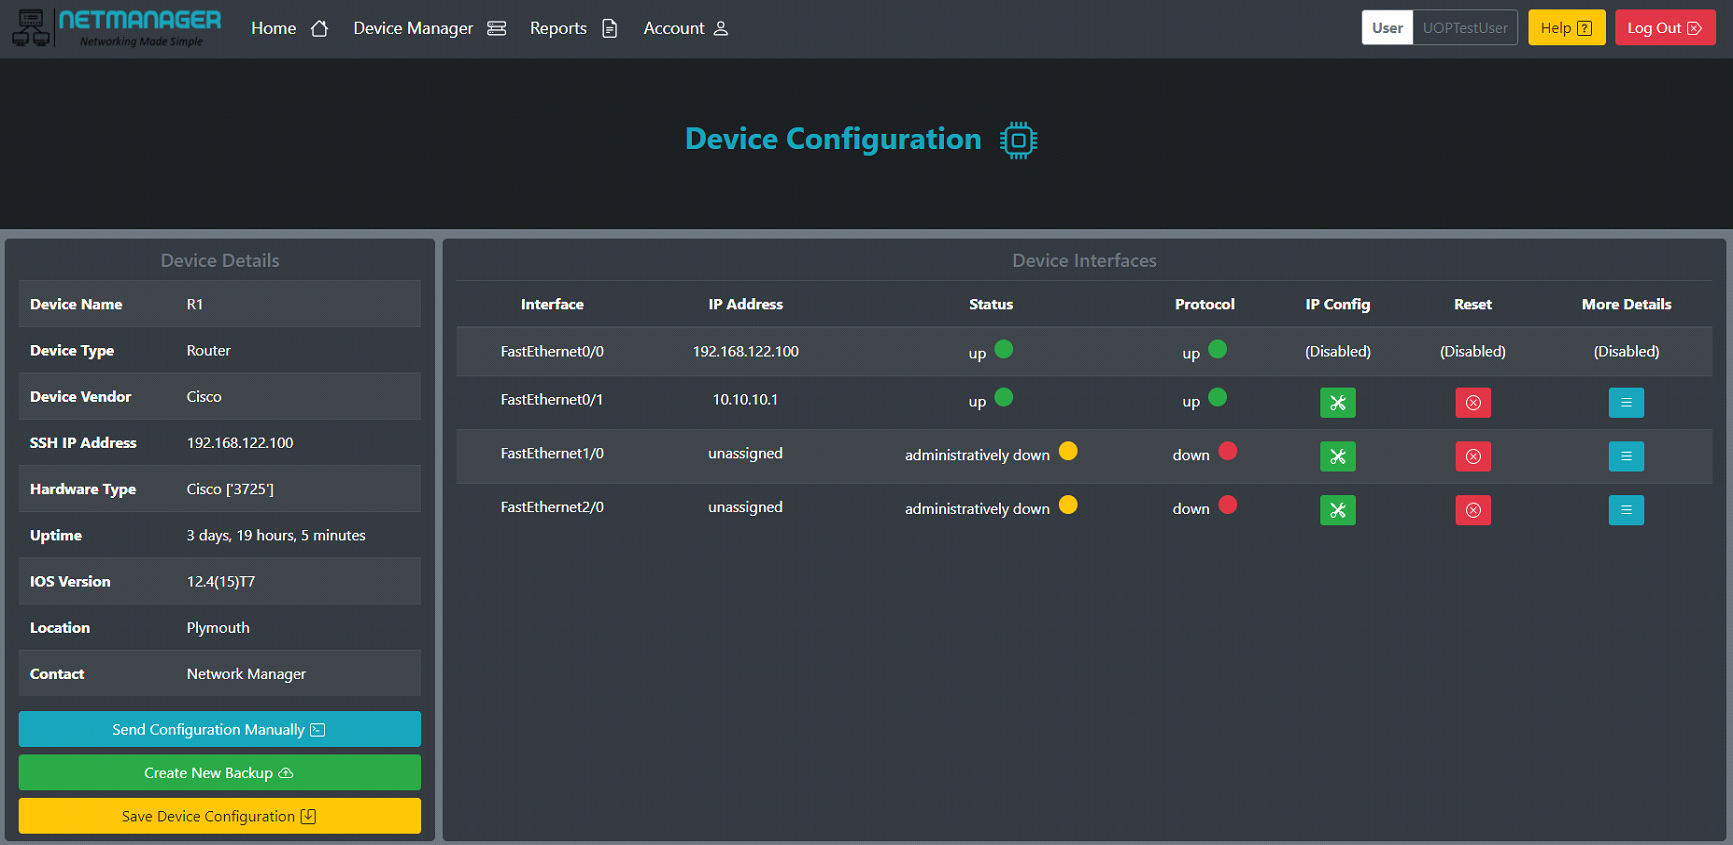 NETMANAGER
Networking Made Simple
Home Device Manager Reports Account User UOPTestUser Help Log Out
Device Configuration
Device Details
Device Name R1
Device Type Router
Device Vendor Cisco
SSH IP Address 192.168.122.100
Hardware Type Cisco ['3725']
Uptime 3 days, 19 hours, 5 minutes
IOS Version 12.4(15)T7
Location Plymouth
Contact Network Manager
Send Configuration Manually
Create New Backup
Save Device Configuration
Device Interfaces
Interface IP Address Status Protocol IP Config Reset More Details
FastEthernet0/0 192.168.122.100 up up (Disabled) (Disabled) (Disabled)
FastEthernet0/1 10.10.10.1 up up
FastEthernet1/0 unassigned administratively down down
FastEthernet2/0 unassigned administratively down down